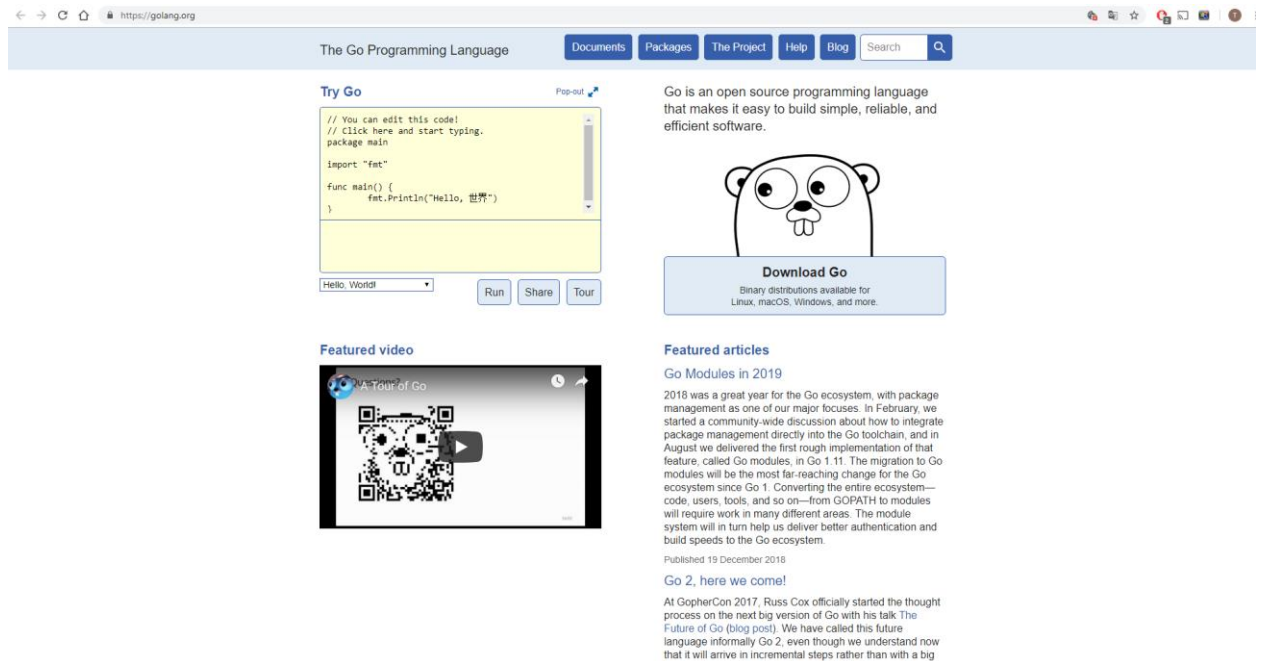 https://golang.org
The Go Programming Language
Documents
Packages
The Project
Help
Blog
Search
Try Go
Pop-out
// You can edit this code!
// Click here and start typing.
package main
import "fmt"
func main() {
fmt.Println("Hello, 世界")
}
Hello, World!
Run
Share
Tour
Go is an open source programming language
that makes it easy to build simple, reliable, and
efficient software.
Download Go
Binary distributions available for
Linux, macOS, Windows, and more.
Featured video
Questions?
A Tour of Go
Featured articles
Go Modules in 2019
2018 was a great year for the Go ecosystem, with package
management as one of our major focuses. In February, we
started a community-wide discussion about how to integrate
package management directly into the Go toolchain, and in
August we delivered the first rough implementation of that
feature, called Go modules, in Go 1.11. The migration to Go
modules will be the most far-reaching change for the Go
ecosystem since Go 1. Converting the entire ecosystem—
code, users, tools, and so on—from GOPATH to modules
will require work in many different areas. The module
system will in turn help us deliver better authentication and
build speeds to the Go ecosystem.
Published 19 December 2018
Go 2, here we come!
At GopherCon 2017, Russ Cox officially started the thought
process on the next big version of Go with his talk The
Future of Go (blog post). We have called this future
language informally Go 2, even though we understand now
that it will arrive in incremental steps rather than with a big